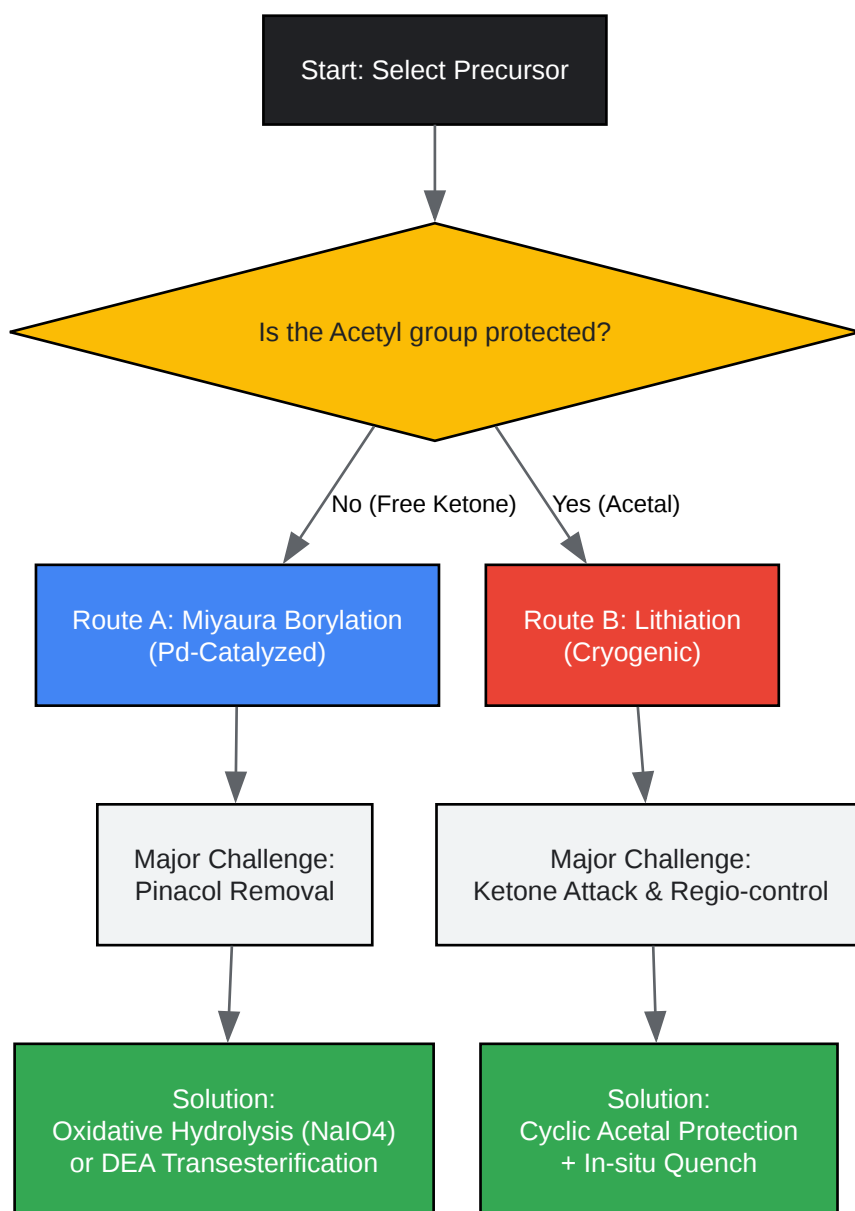 Start: Select Precursor
Is the Acetyl group protected?
No (Free Ketone)
Yes (Acetal)
Route A: Miyaura Borylation
(Pd-Catalyzed)
Route B: Lithiation
(Cryogenic)
Major Challenge:
Pinacol Removal
Major Challenge:
Ketone Attack & Regio-control
Solution:
Oxidative Hydrolysis (NaIO4)
or DEA Transesterification
Solution:
Cyclic Acetal Protection
+ In-situ Quench